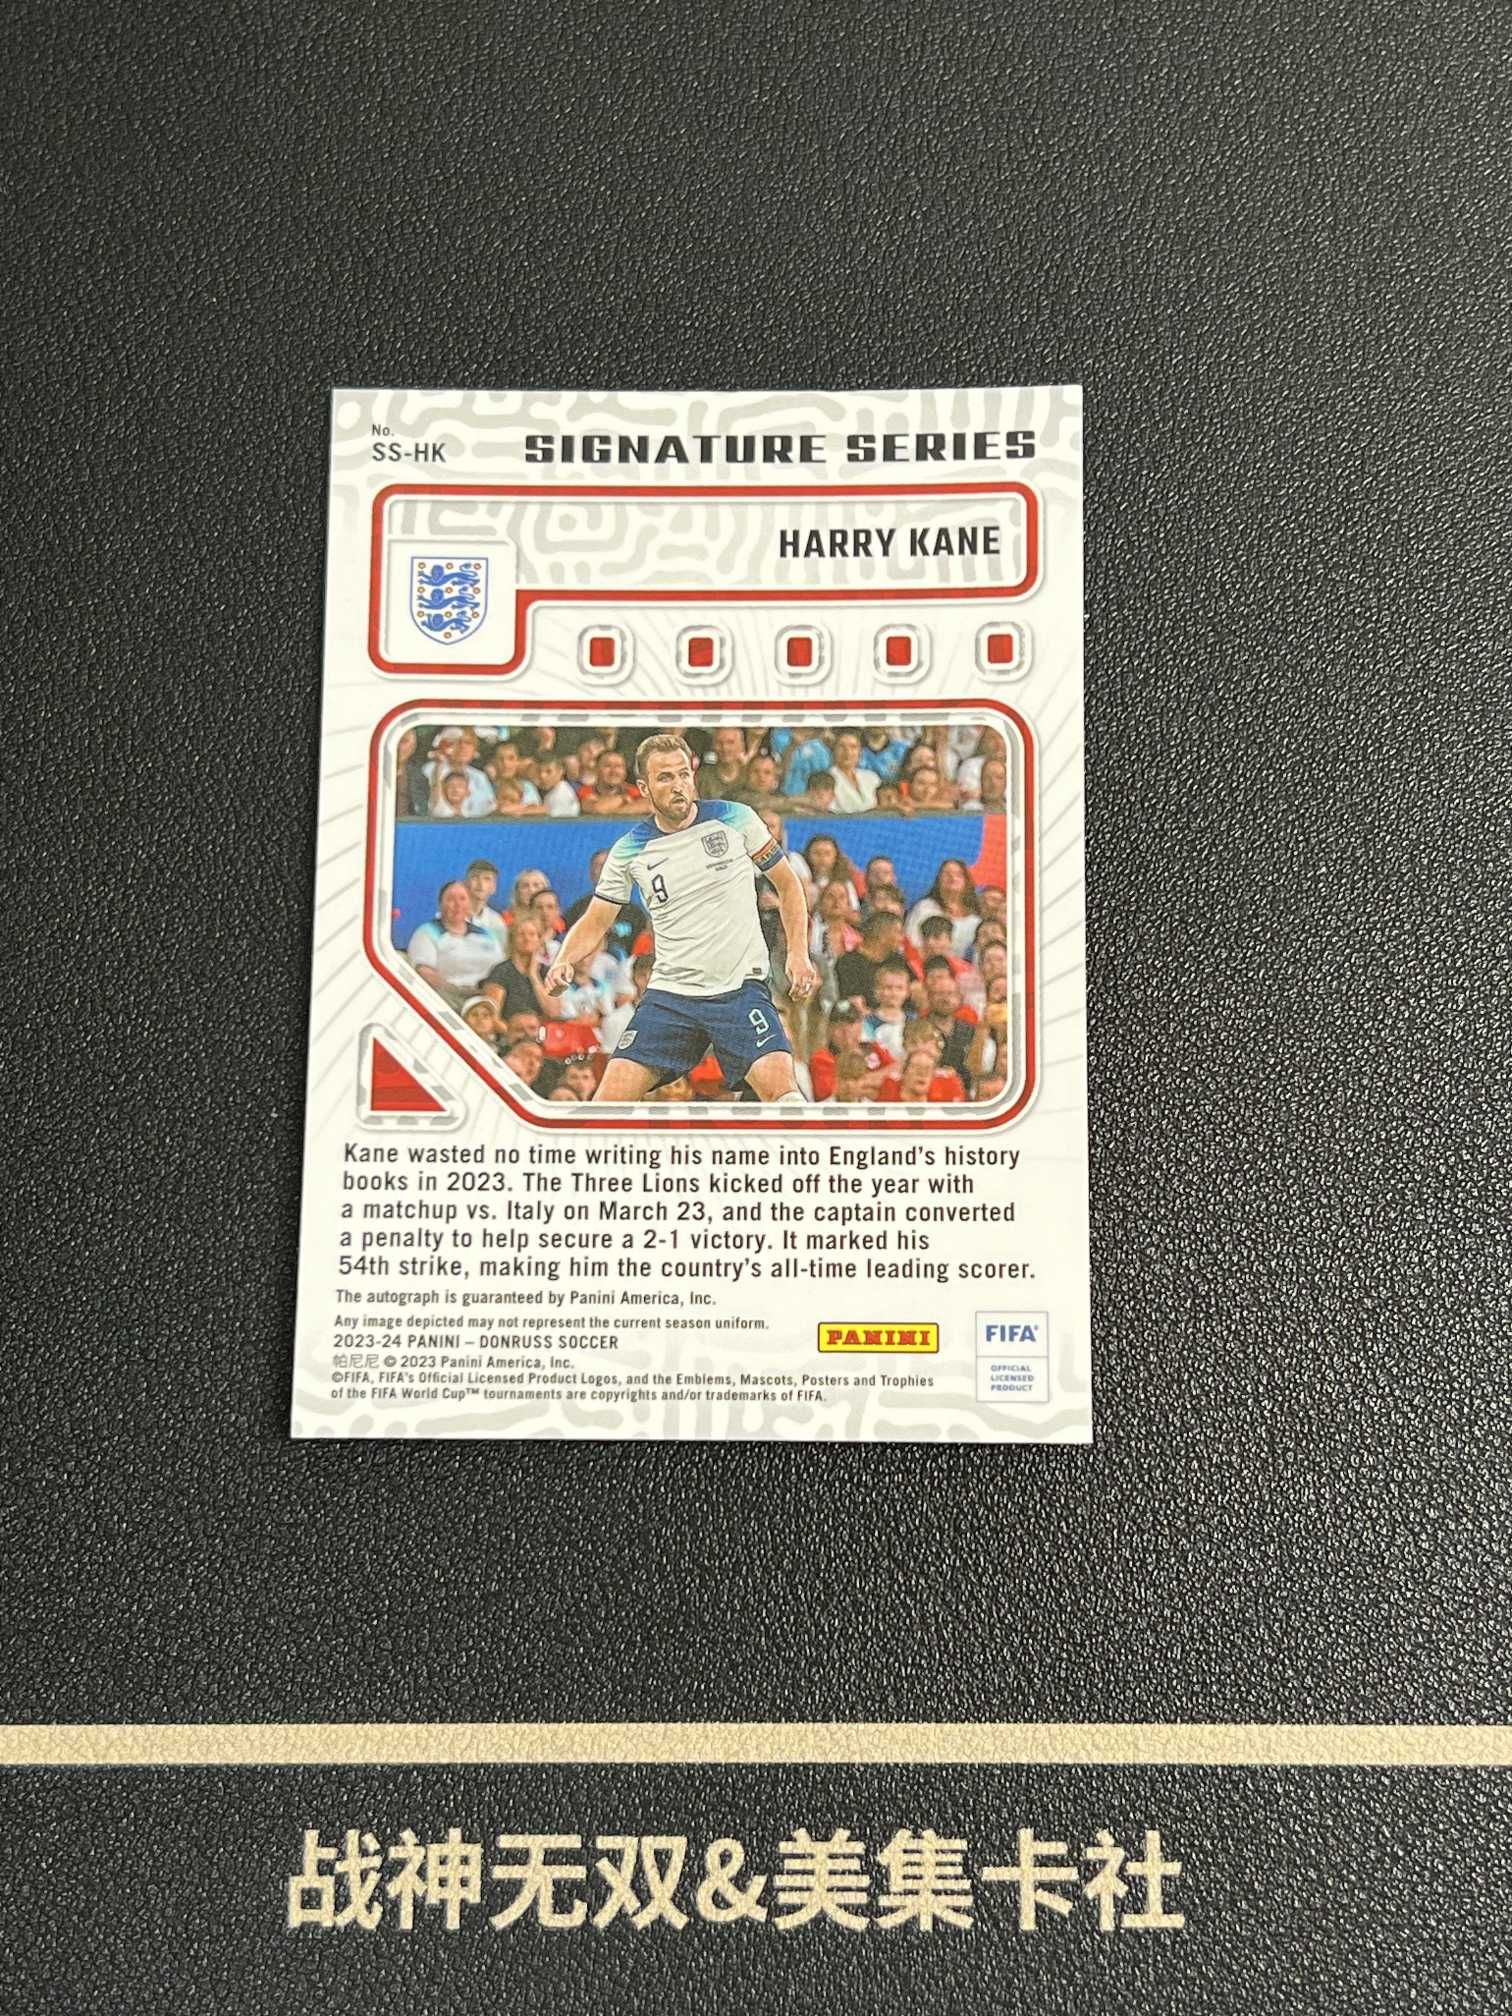 No.
SS-HK
SIGNATURE SERIES
HARRY KANE
9
9
Kane wasted no time writing his name into England's history
books in 2023. The Three Lions kicked off the year with
a matchup vs. Italy on March 23, and the captain converted
a penalty to help secure a 2-1 victory. It marked his
54th strike, making him the country's all-time leading scorer.
The autograph is guaranteed by Panini America, Inc.
Any image depicted may not represent the current season uniform.
2023-24 PANINI – DONRUSS SOCCER
帕尼尼 © 2023 Panini America, Inc.
©FIFA, FIFA's Official Licensed Product Logos, and the Emblems, Mascots, Posters and Trophies
of the FIFA World Cup™ tournaments are copyrights and/or trademarks of FIFA.
PANINI
FIFA®
OFFICIAL
LICENSED
PRODUCT
战神无双&美集卡社